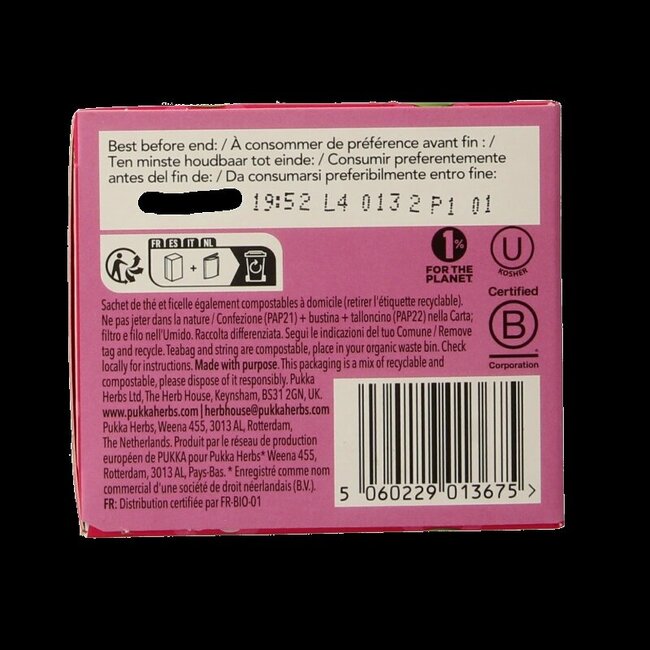 Best before end: / À consommer de préférence avant fin : /
Ten minste houdbaar tot einde: / Consumir preferentemente
antes del fin de: / Da consumarsi preferibilmente entro fine:
19:52 L4 0132 P1 01
FR ES IT NL
+
1%
FOR THE
PLANET
U
KOSHER
Certified
B
Corporation
Sachet de thé et ficelle également compostables à domicile (retirer l'étiquette recyclable).
Ne pas jeter dans la nature / Confezione (PAP21) + bustina + talloncino (PAP22) nella Carta;
filtro e filo nell'Umido. Raccolta differenziata. Segui le indicazioni del tuo Comune / Remove
tag and recycle. Teabag and string are compostable, place in your organic waste bin. Check
locally for instructions. Made with purpose. This packaging is a mix of recyclable and
compostable, please dispose of it responsibly. Pukka
Herbs Ltd, The Herb House, Keynsham, BS31 2GN, UK.
www.pukkaherbs.com | herbhouse@pukkaherbs.com
Pukka Herbs, Weena 455, 3013 AL, Rotterdam,
The Netherlands. Produit par le réseau de production
européen de PUKKA pour Pukka Herbs* Weena 455,
Rotterdam, 3013 AL, Pays-Bas. * Enregistré comme nom
commercial d'une société de droit néerlandais (B.V.).
FR: Distribution certifiée par FR-BIO-01
5 060229 013675 >